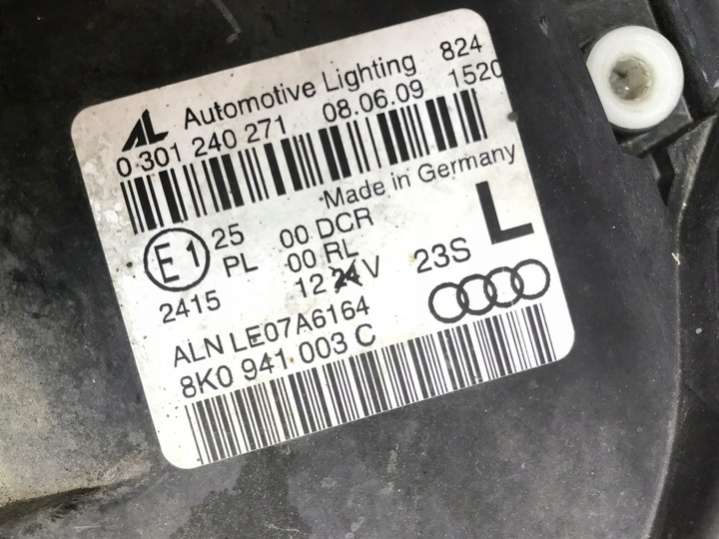 AL Automotive Lighting 824
0 301 240 271 08.06.09 1520
Made in Germany
E1 25 00 DCR L
PL 00 RL
2415 12 24 V 23S
ALN LE07A6164
8K0 941 003 C